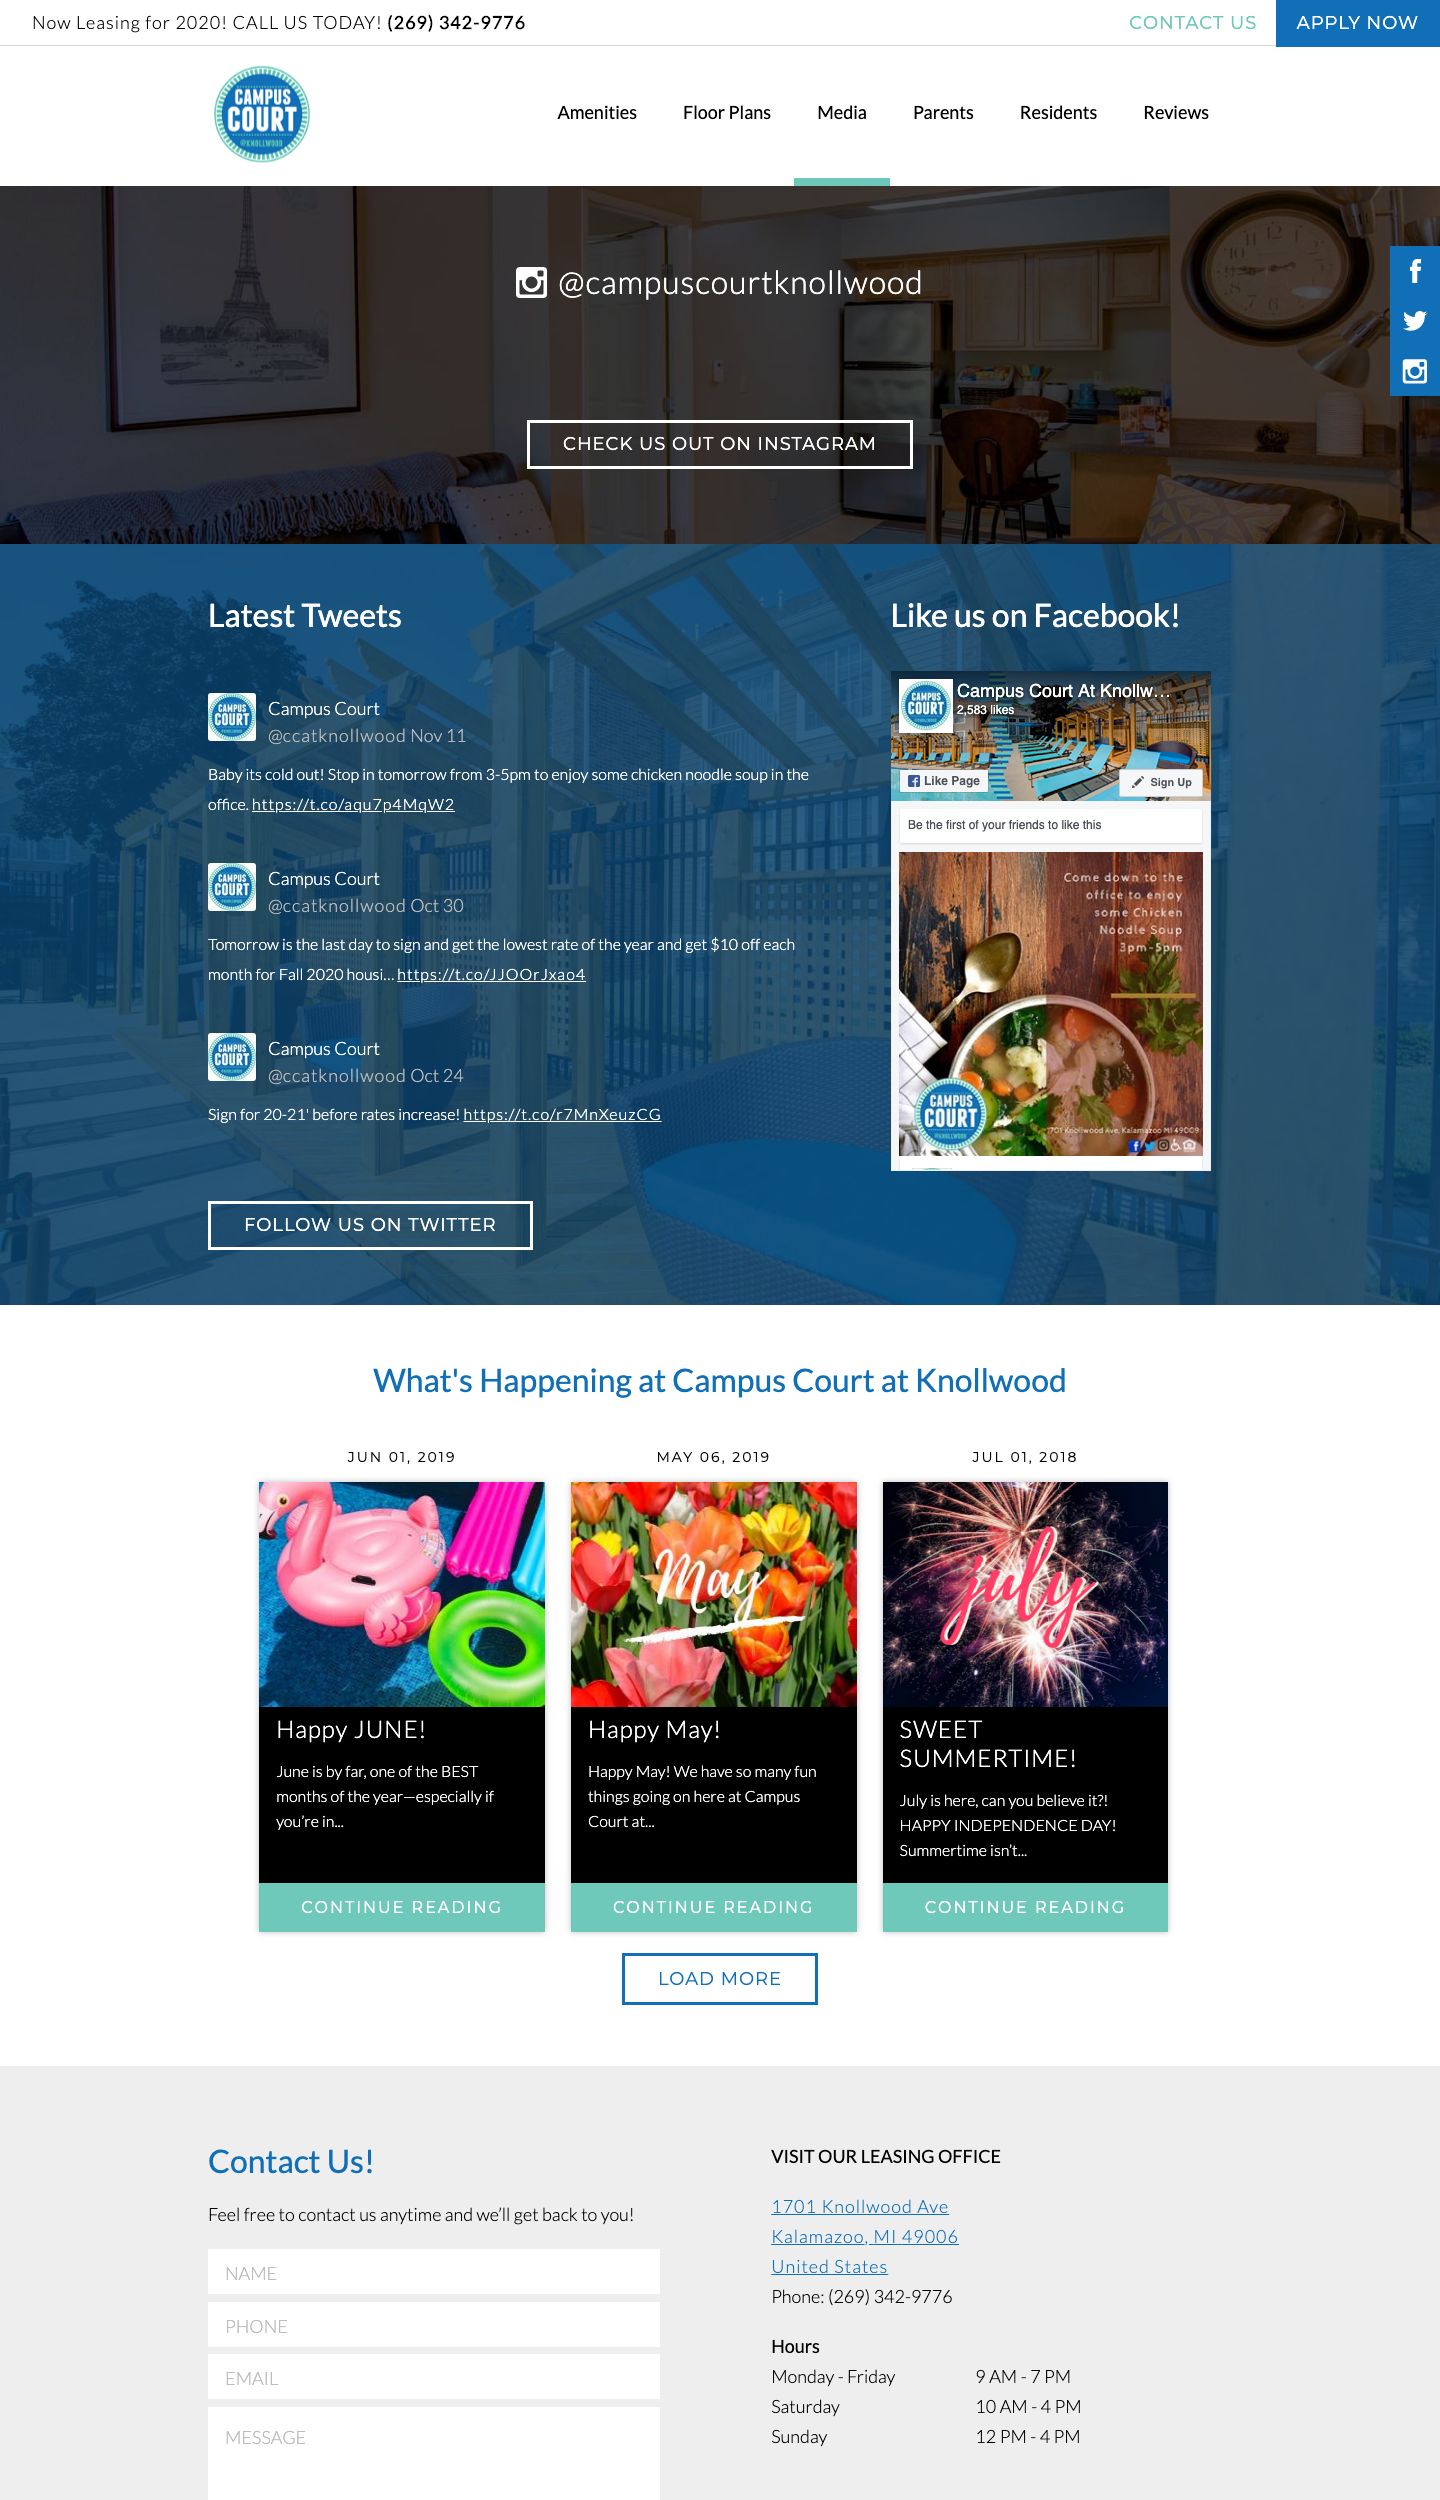 Now Leasing for 2020! CALL US TODAY! (269) 342-9776
CONTACT US
APPLY NOW
CAMPUS
COURT
@KNOLLWOOD
Amenities
Floor Plans
Media
Parents
Residents
Reviews
@campuscourtknollwood
CHECK US OUT ON INSTAGRAM
Latest Tweets
CAMPUS
COURT
Campus Court
@ccatknollwood Nov 11
Baby its cold out! Stop in tomorrow from 3-5pm to enjoy some chicken noodle soup in the
office. https://t.co/aqu7p4MqW2
CAMPUS
COURT
Campus Court
@ccatknollwood Oct 30
Tomorrow is the last day to sign and get the lowest rate of the year and get $10 off each
month for Fall 2020 housi… https://t.co/JJOOrJxao4
CAMPUS
COURT
Campus Court
@ccatknollwood Oct 24
Sign for 20-21' before rates increase! https://t.co/r7MnXeuzCG
FOLLOW US ON TWITTER
Like us on Facebook!
CAMPUS
COURT
Campus Court At Knollw…
2,583 likes
Like Page
Sign Up
Be the first of your friends to like this
Come down to the
office to enjoy
some Chicken
Noodle Soup
3pm-5pm
CAMPUS
COURT
@KNOLLWOOD
1701 Knollwood Ave, Kalamazoo MI 49009
What's Happening at Campus Court at Knollwood
JUN 01, 2019
Happy JUNE!
June is by far, one of the BEST
months of the year—especially if
you’re in...
CONTINUE READING
MAY 06, 2019
May
Happy May!
Happy May! We have so many fun
things going on here at Campus
Court at...
CONTINUE READING
JUL 01, 2018
july
SWEET
SUMMERTIME!
July is here, can you believe it?!
HAPPY INDEPENDENCE DAY!
Summertime isn’t...
CONTINUE READING
LOAD MORE
Contact Us!
Feel free to contact us anytime and we’ll get back to you!
NAME
PHONE
EMAIL
MESSAGE
VISIT OUR LEASING OFFICE
1701 Knollwood Ave
Kalamazoo, MI 49006
United States
Phone: (269) 342-9776
Hours
Monday - Friday 9 AM - 7 PM
Saturday 10 AM - 4 PM
Sunday 12 PM - 4 PM